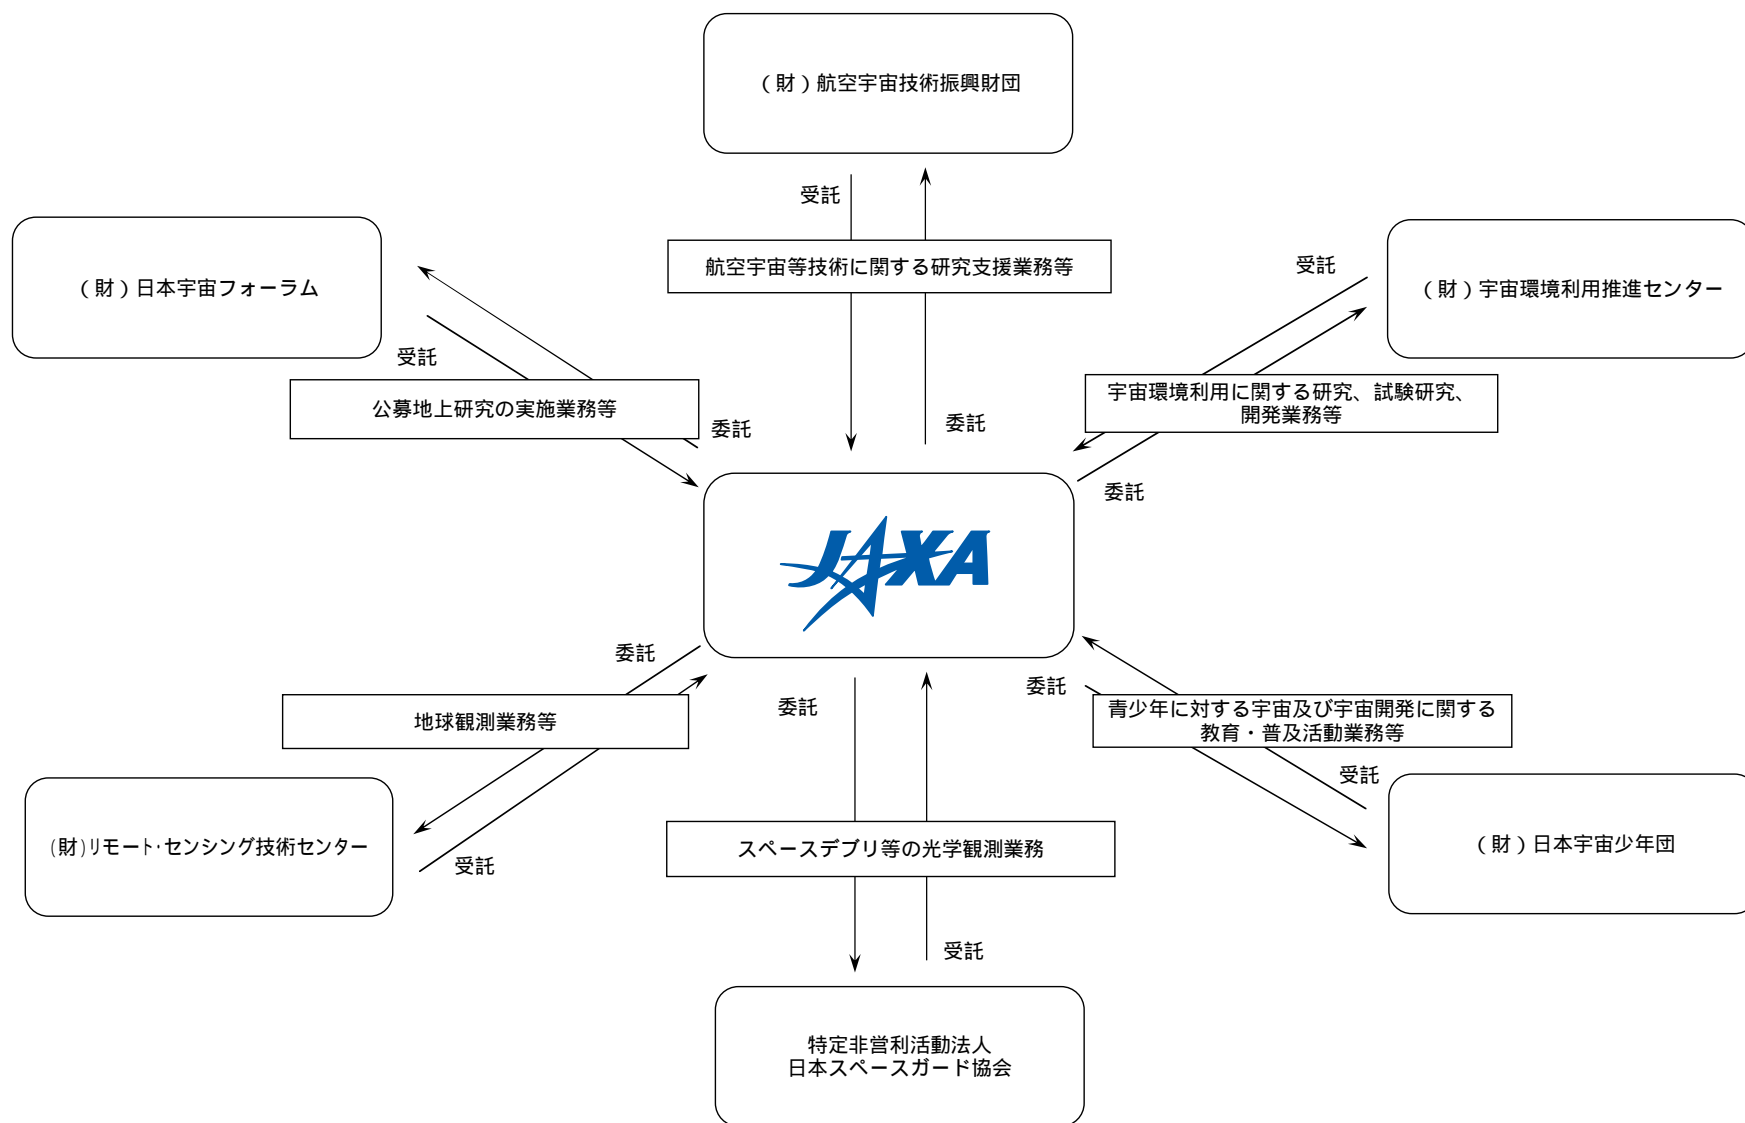 （財）航空宇宙技術振興財団
受託
航空宇宙等技術に関する研究支援業務等
委託
（財）日本宇宙フォーラム
受託
公募地上研究の実施業務等
委託
受託
（財）宇宙環境利用推進センター
宇宙環境利用に関する研究、試験研究、
開発業務等
委託
JAXA
委託
地球観測業務等
(財)リモート・センシング技術センター
受託
委託
スペースデブリ等の光学観測業務
受託
特定非営利活動法人
日本スペースガード協会
委託
青少年に対する宇宙及び宇宙開発に関する
教育・普及活動業務等
受託
（財）日本宇宙少年団